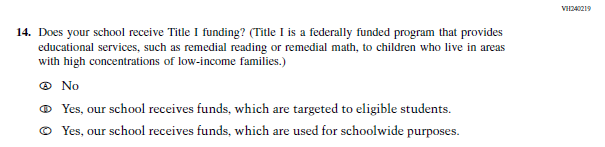 VH240219
14. Does your school receive Title I funding? (Title I is a federally funded program that provides
educational services, such as remedial reading or remedial math, to children who live in areas
with high concentrations of low-income families.)
A No
B Yes, our school receives funds, which are targeted to eligible students.
C Yes, our school receives funds, which are used for schoolwide purposes.